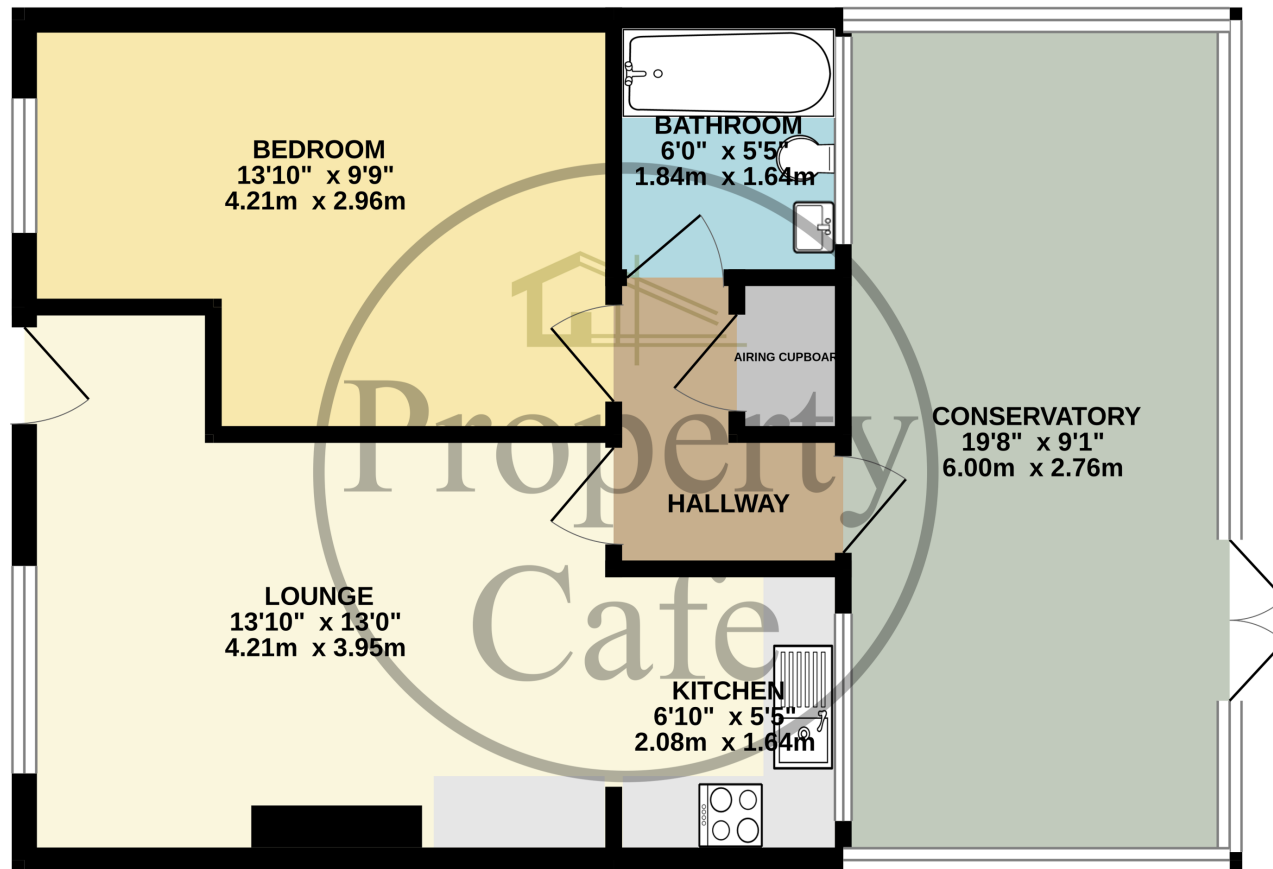 BEDROOM
13'10" x 9'9"
4.21m x 2.96m
BATHROOM
6'0" x 5'5"
1.84m x 1.64m
AIRING CUPBOAR
CONSERVATORY
19'8" x 9'1"
6.00m x 2.76m
HALLWAY
LOUNGE
13'10" x 13'0"
4.21m x 3.95m
KITCHEN
6'10" x 5'5"
2.08m x 1.64m
Property
Cafe